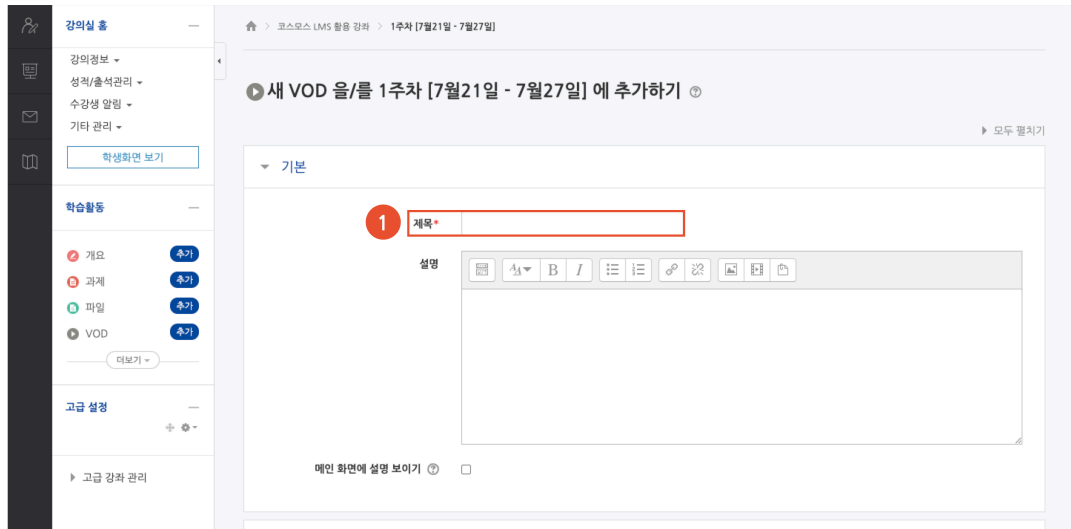 강의실 홈
강의정보
성적/출석관리
수강생 알림
기타 관리
학생화면 보기
학습활동
개요 추가
과제 추가
파일 추가
VOD 추가
더보기
고급 설정
고급 강좌 관리
코스모스 LMS 활용 강좌 > 1주차 [7월21일 - 7월27일]
새 VOD 을/를 1주차 [7월21일 - 7월27일] 에 추가하기
모두 펼치기
기본
1 제목*
설명
B I
메인 화면에 설명 보이기